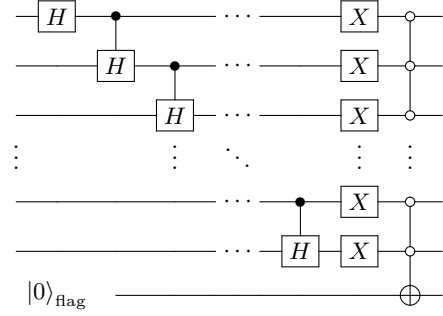 H ··· X
H ··· X
H ··· X
⋮ ⋮ ⋱ ⋮ ⋮
··· X
··· H X
|0⟩flag